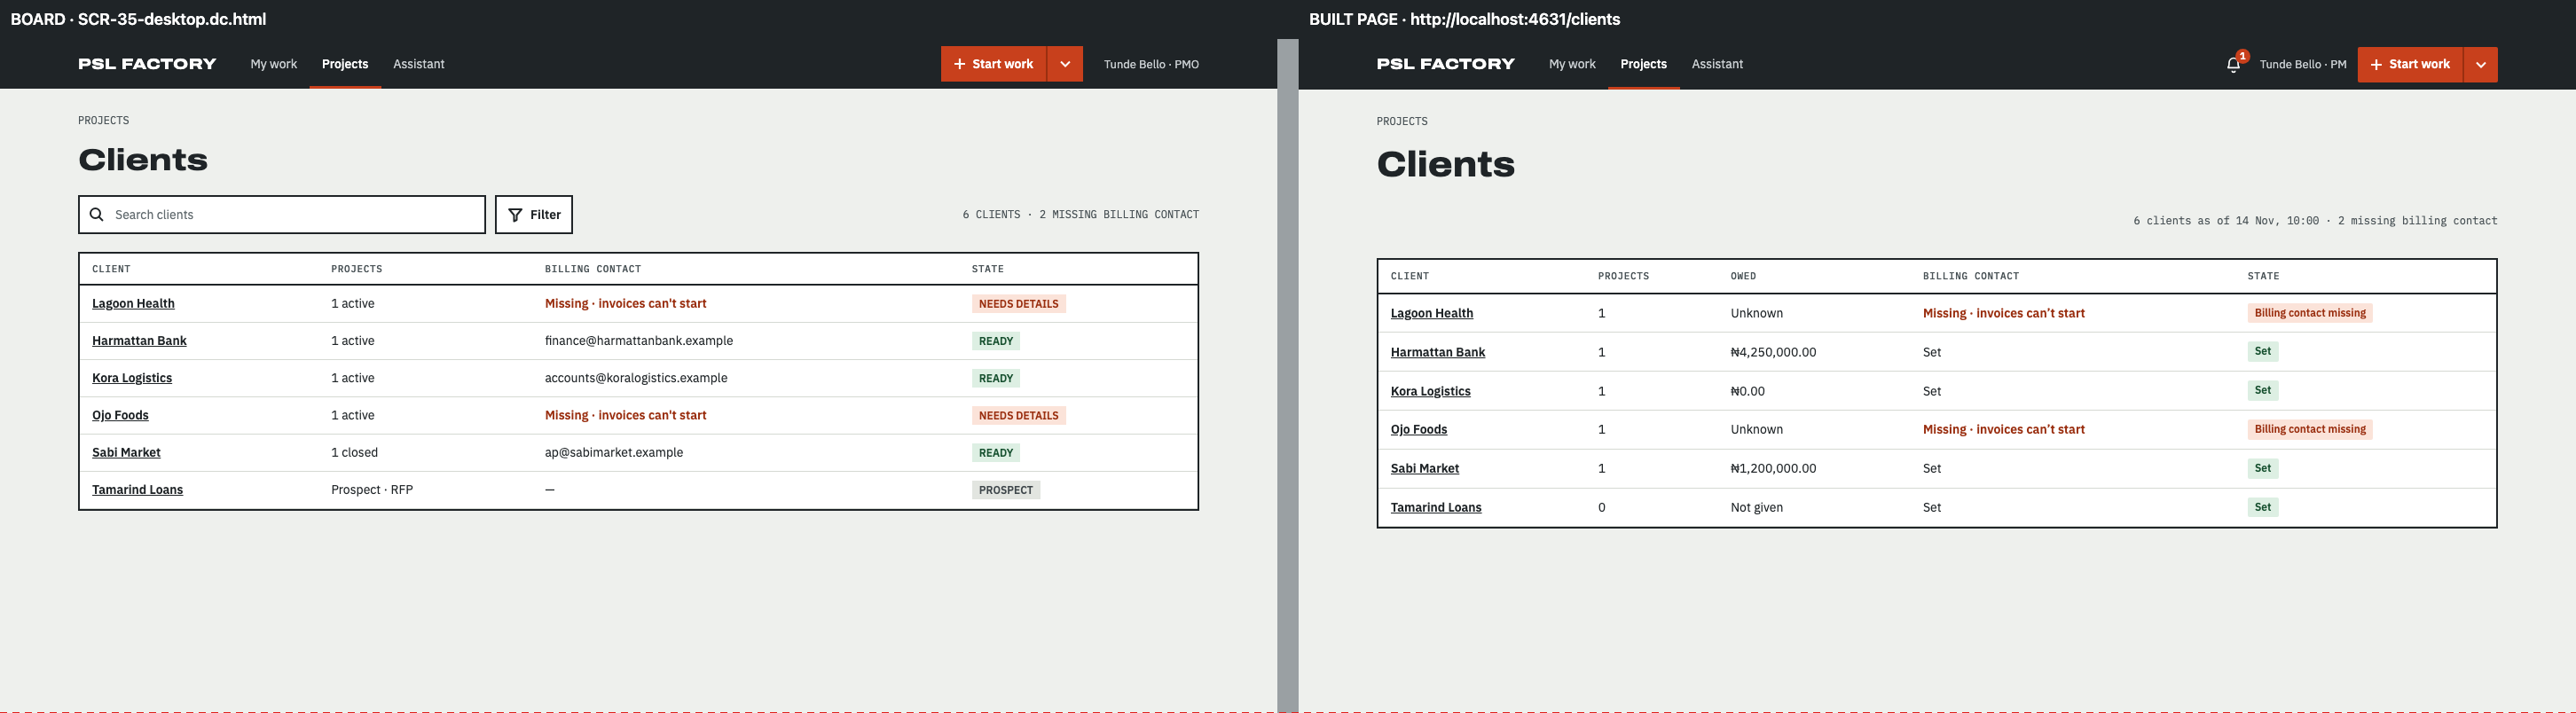 BOARD · SCR-35-desktop.dc.html
PSL FACTORY My work Projects Assistant + Start work Tunde Bello · PMO
PROJECTS
Clients
Search clients Filter 6 CLIENTS · 2 MISSING BILLING CONTACT
CLIENT PROJECTS BILLING CONTACT STATE
Lagoon Health 1 active Missing · invoices can't start NEEDS DETAILS
Harmattan Bank 1 active finance@harmattanbank.example READY
Kora Logistics 1 active accounts@koralogistics.example READY
Ojo Foods 1 active Missing · invoices can't start NEEDS DETAILS
Sabi Market 1 closed ap@sabimarket.example READY
Tamarind Loans Prospect · RFP — PROSPECT
BUILT PAGE · http://localhost:4631/clients
PSL FACTORY My work Projects Assistant 1 Tunde Bello · PM + Start work
PROJECTS
Clients
6 clients as of 14 Nov, 10:00 · 2 missing billing contact
CLIENT PROJECTS OWED BILLING CONTACT STATE
Lagoon Health 1 Unknown Missing · invoices can’t start Billing contact missing
Harmattan Bank 1 ₦4,250,000.00 Set Set
Kora Logistics 1 ₦0.00 Set Set
Ojo Foods 1 Unknown Missing · invoices can’t start Billing contact missing
Sabi Market 1 ₦1,200,000.00 Set Set
Tamarind Loans 0 Not given Set Set